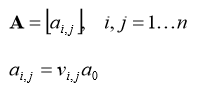 𝐀 = ⌊a_{i,j}⌋, i, j = 1…n
a_{i,j} = v_{i,j}a_0